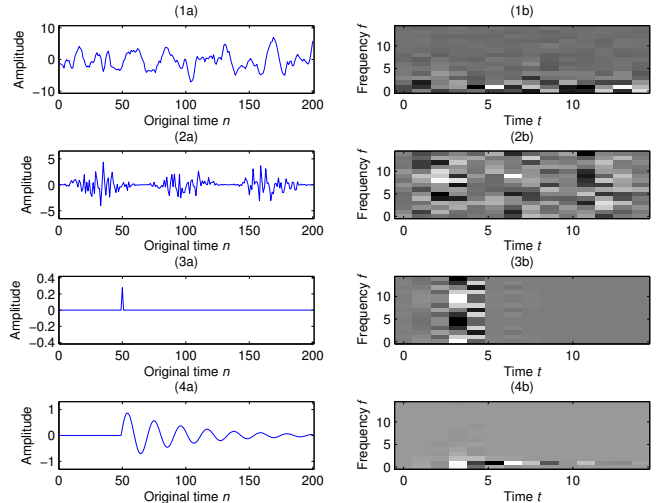 (1a)
Amplitude
10
0
−10
0 50 100 150 200
Original time n
(1b)
Frequency f
10
5
0
0 5 10
Time t
(2a)
Amplitude
5
0
−5
0 50 100 150 200
Original time n
(2b)
Frequency f
10
5
0
0 5 10
Time t
(3a)
Amplitude
0.4
0.2
0
−0.2
−0.4
0 50 100 150 200
Original time n
(3b)
Frequency f
10
5
0
0 5 10
Time t
(4a)
Amplitude
1
0
−1
0 50 100 150 200
Original time n
(4b)
Frequency f
10
5
0
0 5 10
Time t